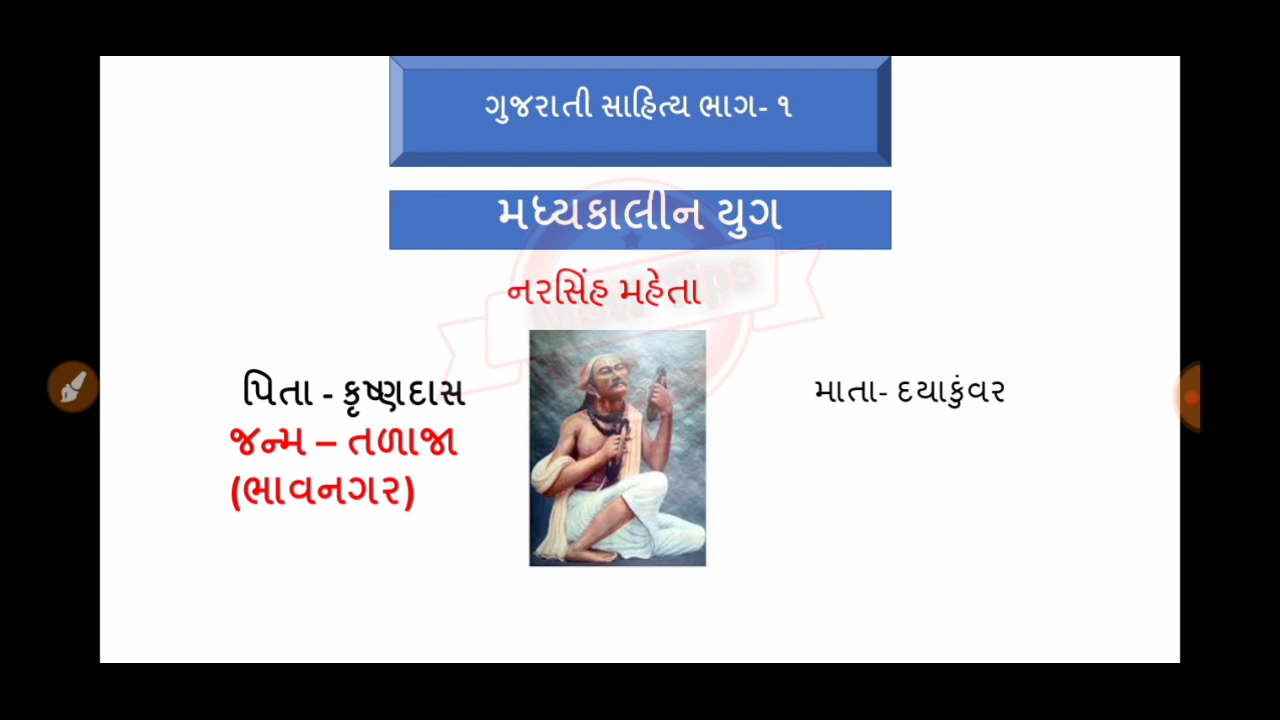 ગુજરાતી સાહિત્ય ભાગ- ૧
મધ્યકાલીન યુગ
નરસિંહ મહેતા
પિતા - કૃષ્ણદાસ
માતા- દયાકુંવર
જન્મ – તળાજા
(ભાવનગર)